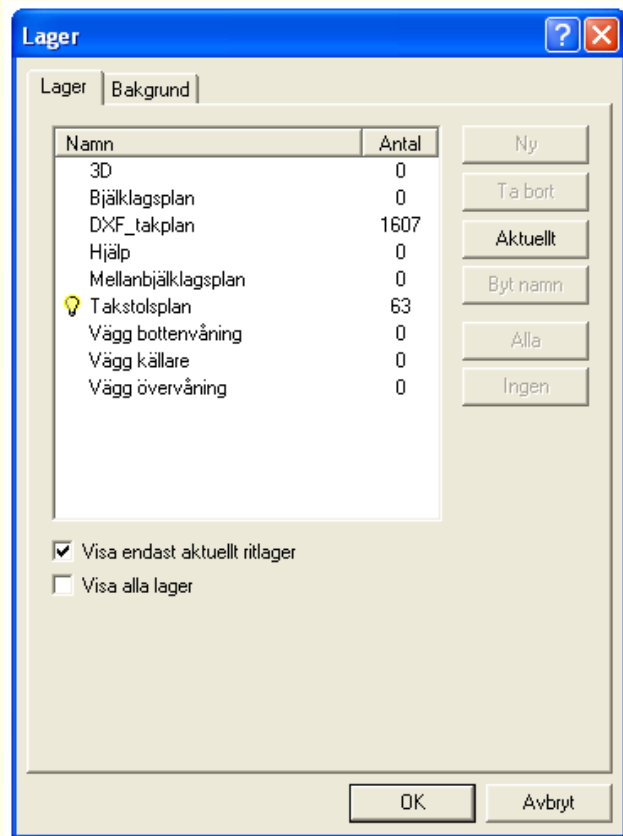 Lager
Lager Bakgrund
Namn Antal
3D 0
Bjälklagsplan 0
DXF_takplan 1607
Hjälp 0
Mellanbjälklagsplan 0
Takstolsplan 63
Vägg bottenvåning 0
Vägg källare 0
Vägg övervåning 0
Ny
Ta bort
Aktuellt
Byt namn
Alla
Ingen
Visa endast aktuellt ritlager
Visa alla lager
OK Avbryt